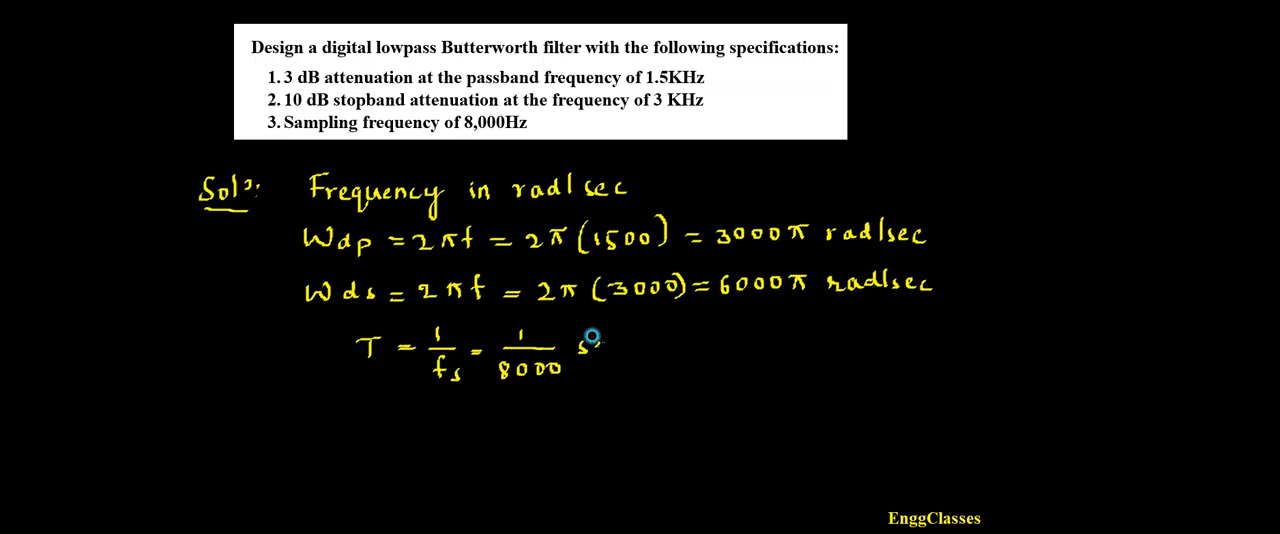 Design a digital lowpass Butterworth filter with the following specifications:
1. 3 dB attenuation at the passband frequency of 1.5KHz
2. 10 dB stopband attenuation at the frequency of 3 KHz
3. Sampling frequency of 8,000Hz
Solⁿ: Frequency in rad/sec
Wdp = 2πf = 2π(1500) = 3000π rad/sec
Wds = 2πf = 2π(3000) = 6000π rad/sec
T = 1/fs = 1/8000 s
EnggClasses